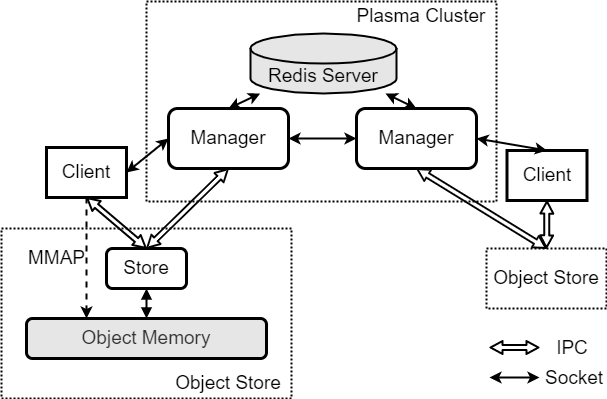 Plasma Cluster
Redis Server
Manager
Manager
Client
Client
MMAP
Store
Object Store
Object Memory
Object Store
IPC
Socket